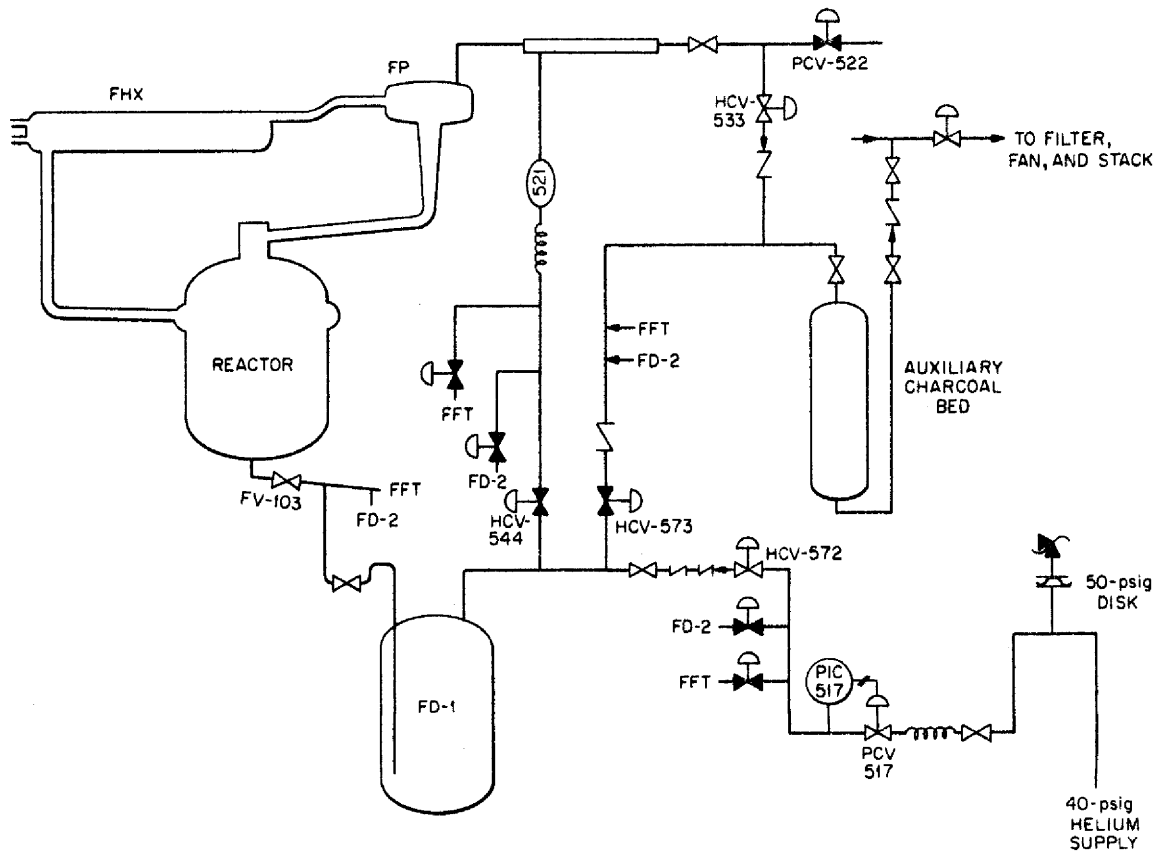 PCV-522
FP
FHX
HCV-
533
TO FILTER,
FAN, AND STACK
521
FFT
FD-2
REACTOR
AUXILIARY
CHARCOAL
BED
FFT
FD-2
FV-103
FFT
FD-2
HCV-
544
HCV-573
HCV-572
50-psig
DISK
FD-2
FFT
PIC
517
FD-1
PCV
517
40-psig
HELIUM
SUPPLY